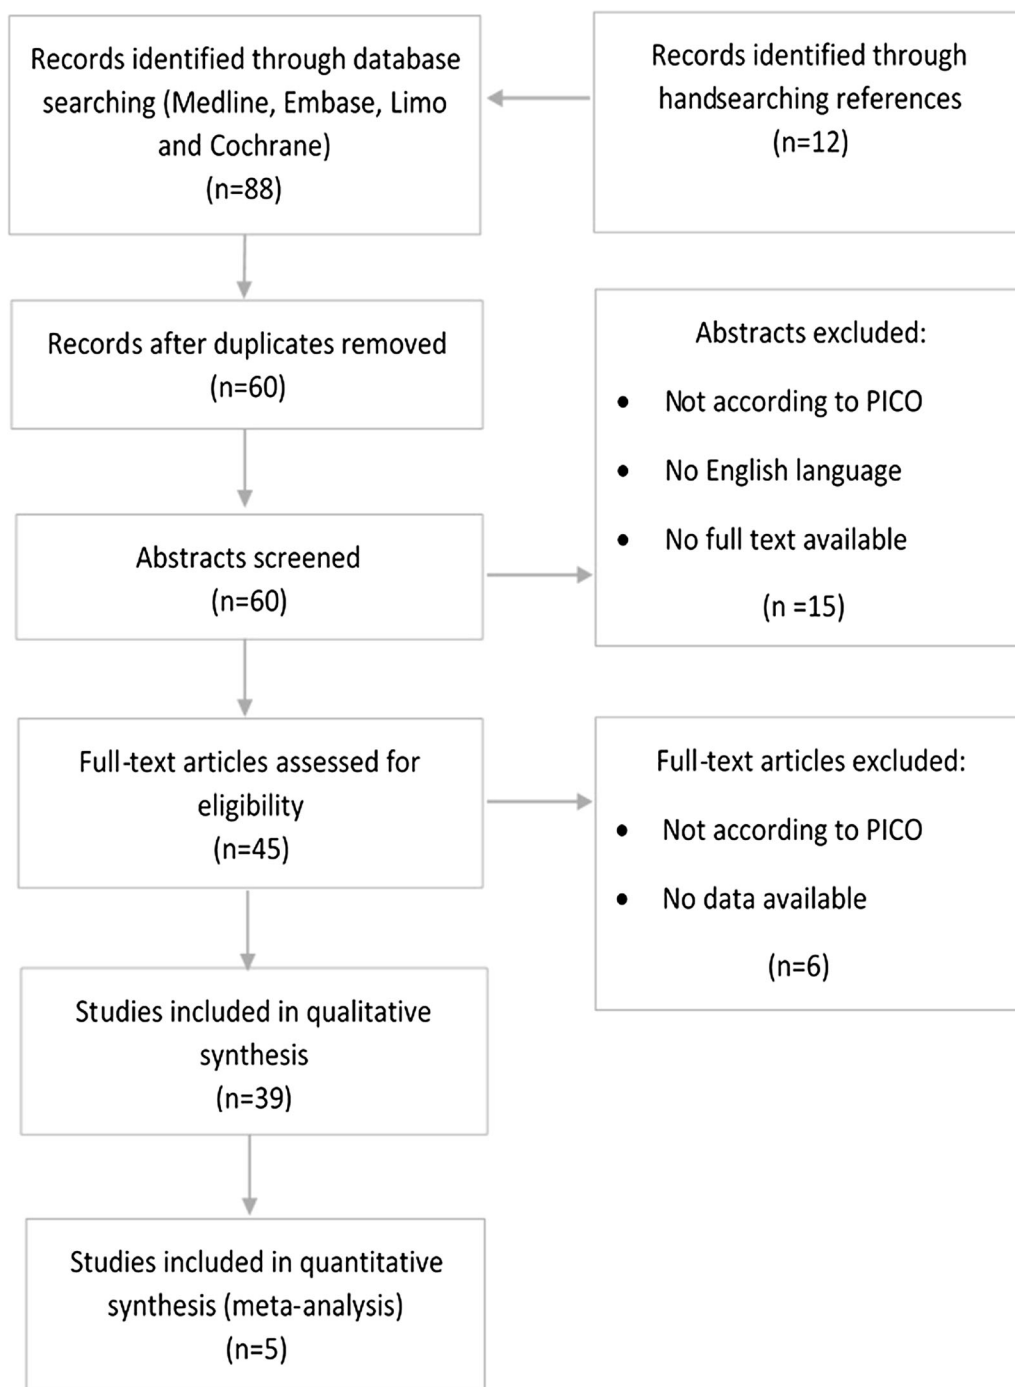 Records identified through database
searching (Medline, Embase, Limo
and Cochrane)
(n=88)
Records identified through
handsearching references
(n=12)
Records after duplicates removed
(n=60)
Abstracts excluded:
• Not according to PICO
• No English language
• No full text available
(n =15)
Abstracts screened
(n=60)
Full-text articles assessed for
eligibility
(n=45)
Full-text articles excluded:
• Not according to PICO
• No data available
(n=6)
Studies included in qualitative
synthesis
(n=39)
Studies included in quantitative
synthesis (meta-analysis)
(n=5)